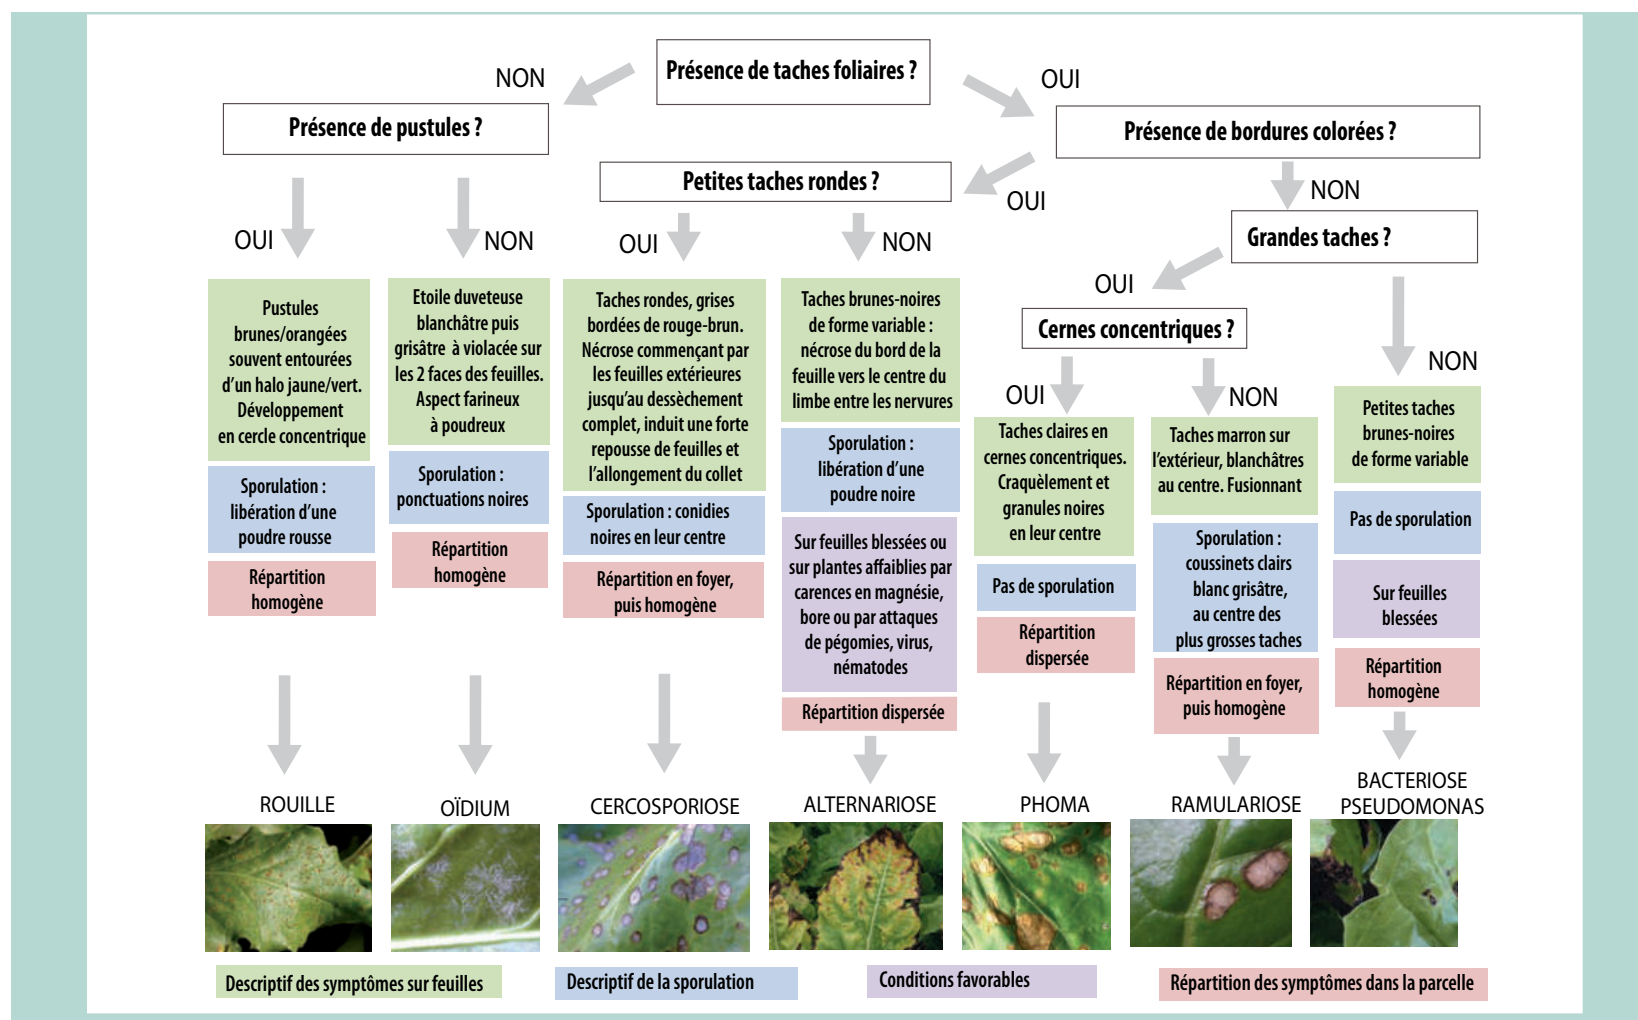 Présence de taches foliaires ?
NON
OUI
Présence de pustules ?
Présence de bordures colorées ?
Petites taches rondes ?
OUI
NON
Grandes taches ?
OUI
NON
OUI
NON
OUI
Cernes concentriques ?
NON
OUI
NON
Pustules
brunes/orangées
souvent entourées
d'un halo jaune/vert.
Développement
en cercle concentrique
Sporulation :
libération d'une
poudre rousse
Répartition
homogène
ROUILLE
Etoile duveteuse
blanchâtre puis
grisâtre à violacée sur
les 2 faces des feuilles.
Aspect farineux
à poudreux
Sporulation :
ponctuations noires
Répartition
homogène
OÏDIUM
Taches rondes, grises
bordées de rouge-brun.
Nécrose commençant par
les feuilles extérieures
jusqu'au dessèchement
complet, induit une forte
repousse de feuilles et
l'allongement du collet
Sporulation : conidies
noires en leur centre
Répartition en foyer,
puis homogène
CERCOSPORIOSE
Taches brunes-noires
de forme variable :
nécrose du bord de la
feuille vers le centre du
limbe entre les nervures
Sporulation :
libération d'une
poudre noire
Sur feuilles blessées ou
sur plantes affaiblies par
carences en magnésie,
bore ou par attaques
de pégomies, virus,
nématodes
Répartition dispersée
ALTERNARIOSE
Taches claires en
cernes concentriques.
Craquèlement et
granules noires
en leur centre
Pas de sporulation
Répartition
dispersée
PHOMA
Taches marron sur
l'extérieur, blanchâtres
au centre. Fusionnant
Sporulation :
coussinets clairs
blanc grisâtre,
au centre des
plus grosses taches
Répartition en foyer,
puis homogène
RAMULARIOSE
Petites taches
brunes-noires
de forme variable
Pas de sporulation
Sur feuilles
blessées
Répartition
homogène
BACTERIOSE
PSEUDOMONAS
Descriptif des symptômes sur feuilles
Descriptif de la sporulation
Conditions favorables
Répartition des symptômes dans la parcelle